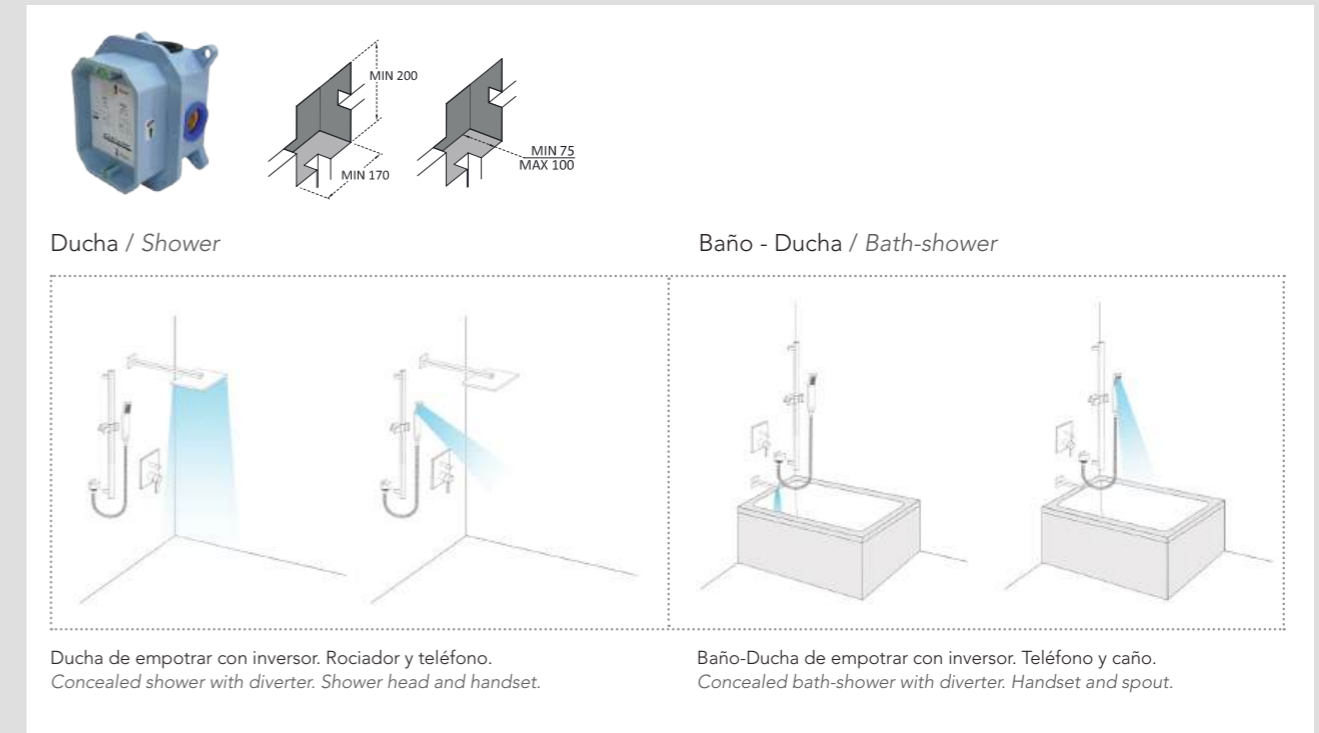 MIN 200
MIN 170
MIN 75
MAX 100
Ducha / Shower
Baño - Ducha / Bath-shower
Ducha de empotrar con inversor. Rociador y teléfono.
Concealed shower with diverter. Shower head and handset.
Baño-Ducha de empotrar con inversor. Teléfono y caño.
Concealed bath-shower with diverter. Handset and spout.